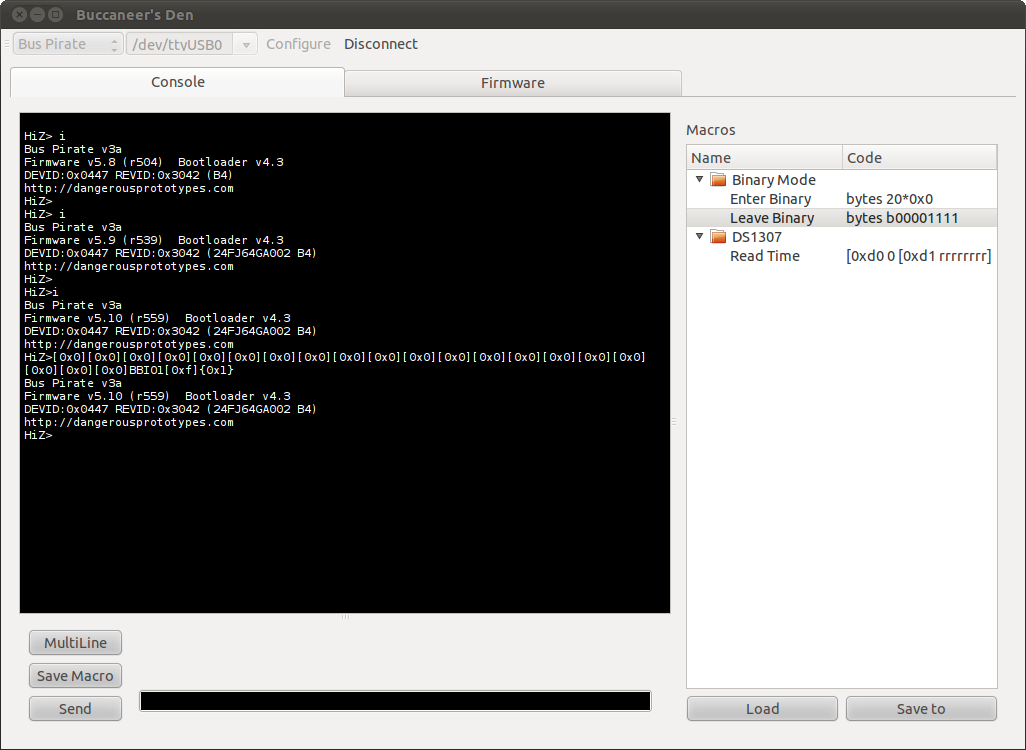 Buccaneer's Den
Bus Pirate /dev/ttyUSB0 Configure Disconnect
Console Firmware
HiZ> i
Bus Pirate v3a
Firmware v5.8 (r504)  Bootloader v4.3
DEVID:0x0447 REVID:0x3042 (B4)
http://dangerousprototypes.com
HiZ>
HiZ> i
Bus Pirate v3a
Firmware v5.9 (r539)  Bootloader v4.3
DEVID:0x0447 REVID:0x3042 (24FJ64GA002 B4)
http://dangerousprototypes.com
HiZ>
HiZ>i
Bus Pirate v3a
Firmware v5.10 (r559)  Bootloader v4.3
DEVID:0x0447 REVID:0x3042 (24FJ64GA002 B4)
http://dangerousprototypes.com
HiZ>[0x0][0x0][0x0][0x0][0x0][0x0][0x0][0x0][0x0][0x0][0x0][0x0][0x0][0x0][0x0][0x0][0x0]
[0x0][0x0][0x0]BBIO1[0xf]{0x1}
Bus Pirate v3a
Firmware v5.10 (r559)  Bootloader v4.3
DEVID:0x0447 REVID:0x3042 (24FJ64GA002 B4)
http://dangerousprototypes.com
HiZ>
Macros
Name Code
Binary Mode
Enter Binary bytes 20*0x0
Leave Binary bytes b00001111
DS1307
Read Time [0xd0 0 [0xd1 rrrrrrrr]
MultiLine
Save Macro
Send
Load Save to